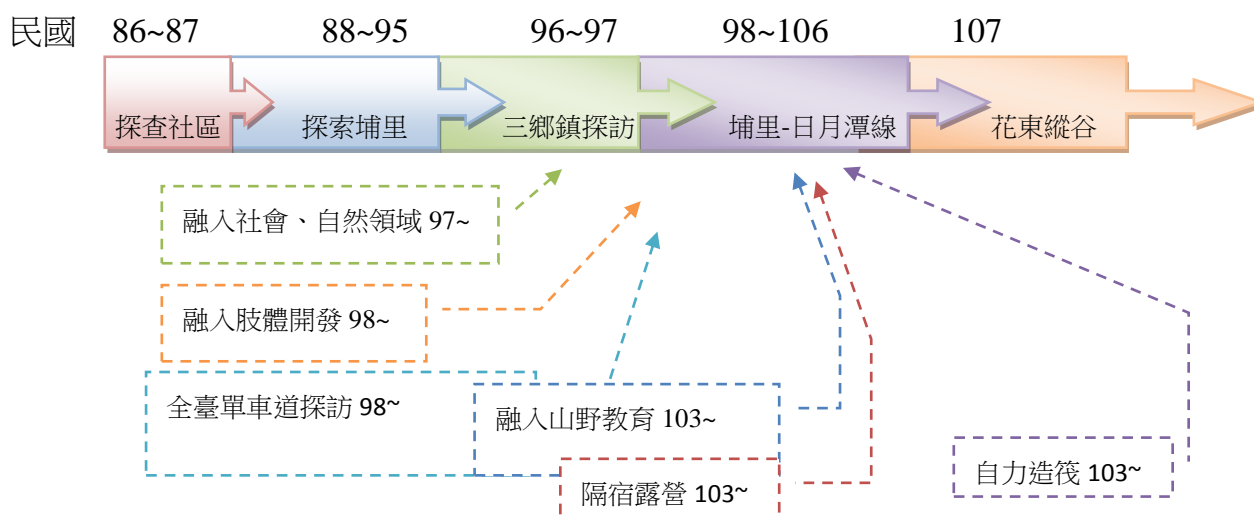 民國 86~87 88~95 96~97 98~106 107
探查社區 探索埔里 三鄉鎮探訪 埔里-日月潭線 花東縱谷
融入社會、自然領域 97~
融入肢體開發 98~
全臺單車道探訪 98~
融入山野教育 103~
隔宿露營 103~
自力造筏 103~